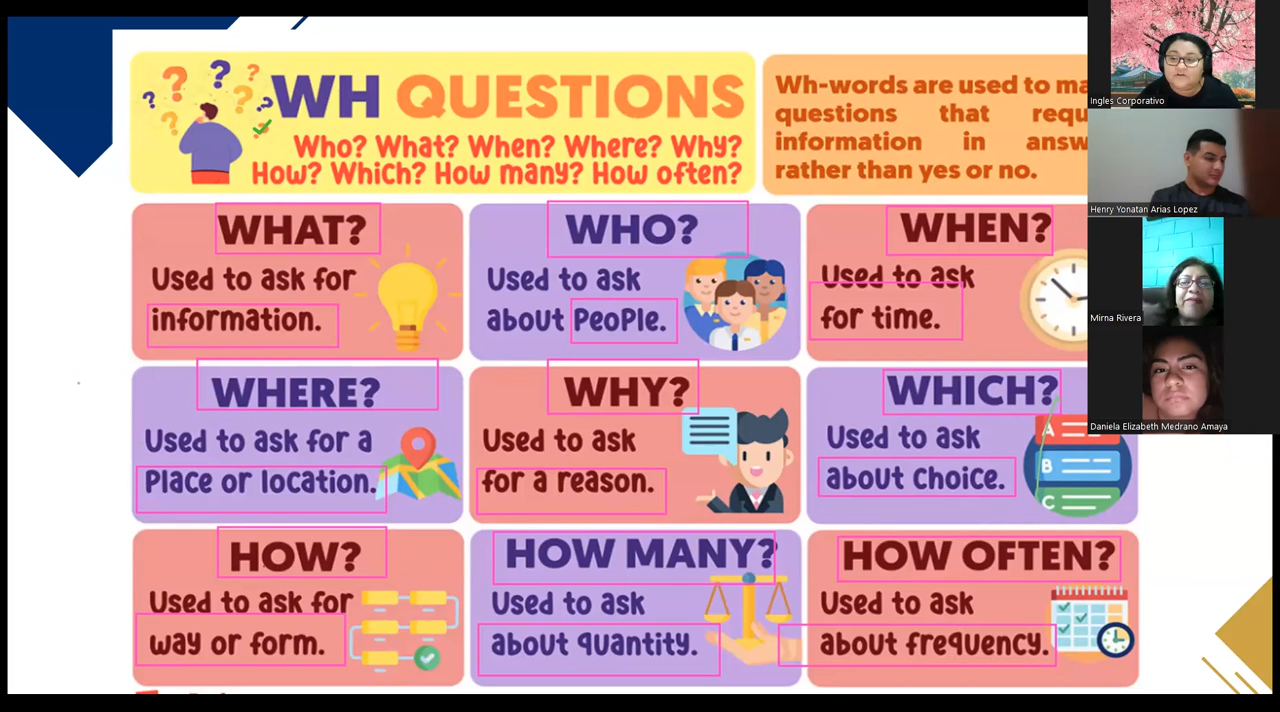 WH QUESTIONS
Who? What? When? Where? Why?
How? Which? How many? How often?
Wh-words are used to
questions that
information in
rather than yes or no.
WHAT?
Used to ask for
information.
WHO?
Used to ask
about People.
WHEN?
Used to ask
for time.
WHERE?
Used to ask for a
Place or location.
WHY?
Used to ask
for a reason.
WHICH?
Used to ask
about Choice.
A
B
C
HOW?
Used to ask for
way or form.
HOW MANY?
Used to ask
about quantity.
HOW OFTEN?
Used to ask
about frequency.
Ingles Corporativo
Henry Yonatan Arias Lopez
Mirna Rivera
Daniela Elizabeth Medrano Amaya